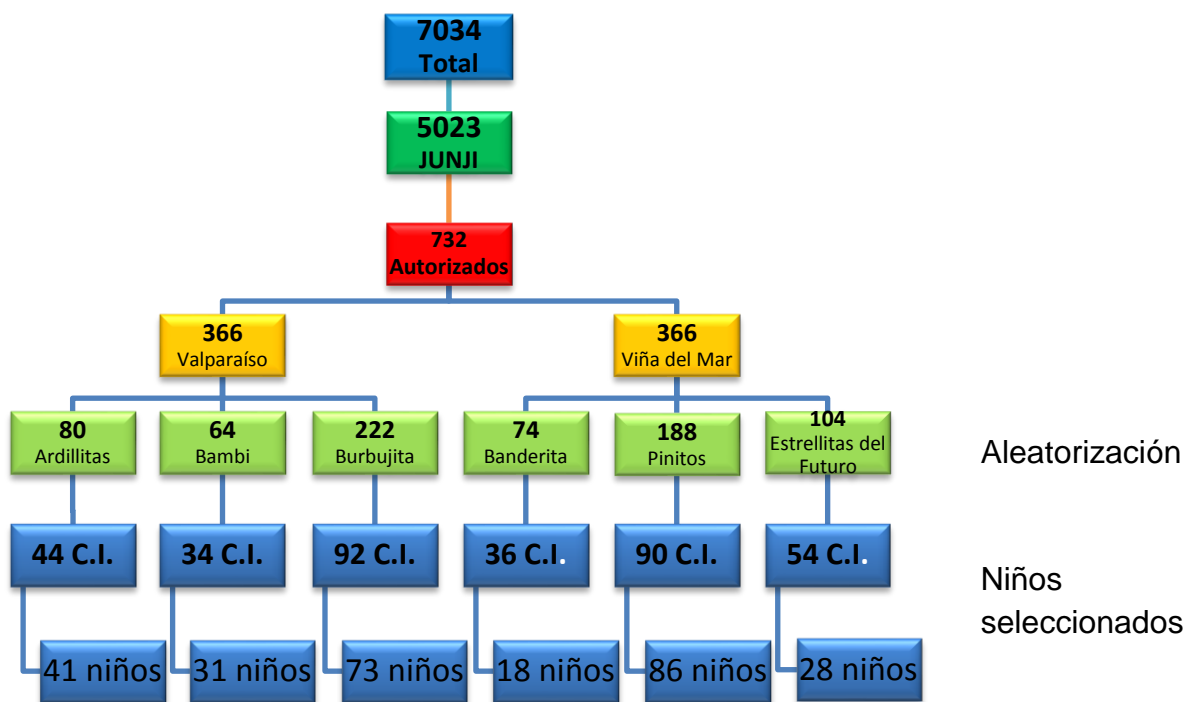 7034
Total
5023
JUNJI
732
Autorizados
366
Valparaíso
366
Viña del Mar
80
Ardillitas
64
Bambi
222
Burbujita
74
Banderita
188
Pinitos
104
Estrellitas del
Futuro
Aleatorización
44 C.I.
34 C.I.
92 C.I.
36 C.I.
90 C.I.
54 C.I.
Niños
seleccionados
41 niños
31 niños
73 niños
18 niños
86 niños
28 niños